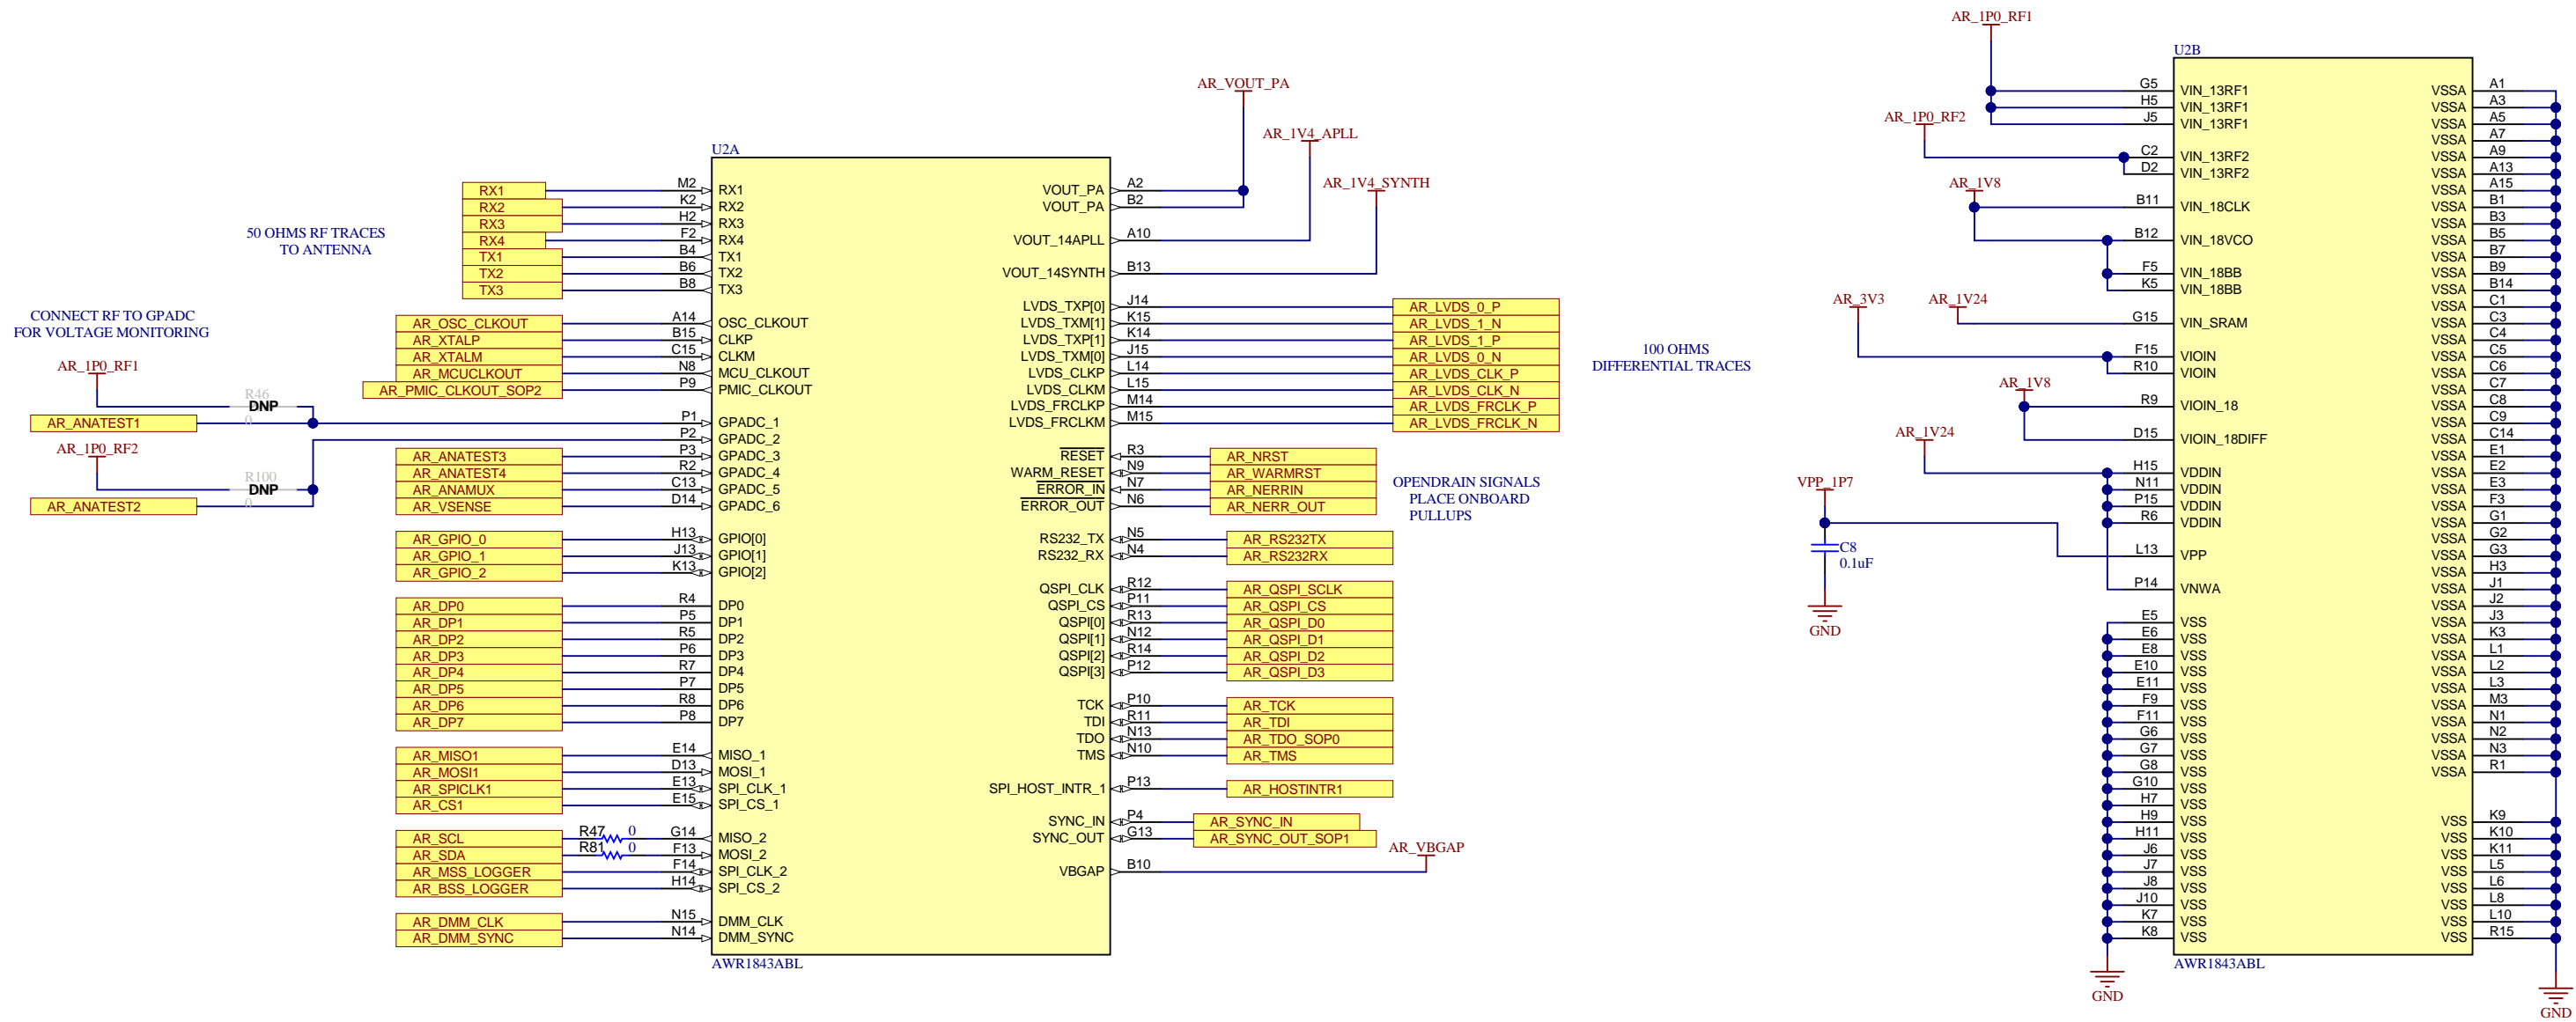 50 OHMS RF TRACES
TO ANTENNA
CONNECT RF TO GPADC
FOR VOLTAGE MONITORING
AR_1P0_RF1
R46
DNP
0
AR_ANATEST1
AR_1P0_RF2
R100
DNP
0
AR_ANATEST2
U2A
RX1 M2 RX1
RX2 K2 RX2
RX3 H2 RX3
RX4 F2 RX4
TX1 B4 TX1
TX2 B6 TX2
TX3 B8 TX3
AR_OSC_CLKOUT A14 OSC_CLKOUT
AR_XTALP B15 CLKP
AR_XTALM C15 CLKM
AR_MCUCLKOUT N8 MCU_CLKOUT
AR_PMIC_CLKOUT_SOP2 P9 PMIC_CLKOUT
P1 GPADC_1
P2 GPADC_2
AR_ANATEST3 P3 GPADC_3
AR_ANATEST4 R2 GPADC_4
AR_ANAMUX C13 GPADC_5
AR_VSENSE D14 GPADC_6
AR_GPIO_0 H13 GPIO[0]
AR_GPIO_1 J13 GPIO[1]
AR_GPIO_2 K13 GPIO[2]
AR_DP0 R4 DP0
AR_DP1 P5 DP1
AR_DP2 R5 DP2
AR_DP3 P6 DP3
AR_DP4 R7 DP4
AR_DP5 P7 DP5
AR_DP6 R8 DP6
AR_DP7 P8 DP7
AR_MISO1 E14 MISO_1
AR_MOSI1 D13 MOSI_1
AR_SPICLK1 E13 SPI_CLK_1
AR_CS1 E15 SPI_CS_1
AR_SCL R47 0 G14 MISO_2
AR_SDA R81 0 F13 MOSI_2
AR_MSS_LOGGER F14 SPI_CLK_2
AR_BSS_LOGGER H14 SPI_CS_2
AR_DMM_CLK N15 DMM_CLK
AR_DMM_SYNC N14 DMM_SYNC
AWR1843ABL
AR_VOUT_PA
AR_1V4_APLL
AR_1V4_SYNTH
VOUT_PA A2
VOUT_PA B2
VOUT_14APLL A10
VOUT_14SYNTH B13
LVDS_TXP[0] J14 AR_LVDS_0_P
LVDS_TXM[1] K15 AR_LVDS_1_N
LVDS_TXP[1] K14 AR_LVDS_1_P
LVDS_TXM[0] J15 AR_LVDS_0_N
LVDS_CLKP L14 AR_LVDS_CLK_P
LVDS_CLKM L15 AR_LVDS_CLK_N
LVDS_FRCLKP M14 AR_LVDS_FRCLK_P
LVDS_FRCLKM M15 AR_LVDS_FRCLK_N
100 OHMS
DIFFERENTIAL TRACES
RESET R3 AR_NRST
WARM_RESET N9 AR_WARMRST
ERROR_IN N7 AR_NERRIN
ERROR_OUT N6 AR_NERR_OUT
OPENDRAIN SIGNALS
PLACE ONBOARD
PULLUPS
RS232_TX N5 AR_RS232TX
RS232_RX N4 AR_RS232RX
QSPI_CLK R12 AR_QSPI_SCLK
QSPI_CS P11 AR_QSPI_CS
QSPI[0] R13 AR_QSPI_D0
QSPI[1] N12 AR_QSPI_D1
QSPI[2] R14 AR_QSPI_D2
QSPI[3] P12 AR_QSPI_D3
TCK P10 AR_TCK
TDI R11 AR_TDI
TDO N13 AR_TDO_SOP0
TMS N10 AR_TMS
SPI_HOST_INTR_1 P13 AR_HOSTINTR1
SYNC_IN P4 AR_SYNC_IN
SYNC_OUT G13 AR_SYNC_OUT_SOP1
VBGAP B10
AR_VBGAP
AR_1P0_RF1
AR_1P0_RF2
AR_1V8
AR_3V3
AR_1V24
AR_1V8
AR_1V24
VPP_1P7
C8
0.1uF
GND
U2B
G5 VIN_13RF1
H5 VIN_13RF1
J5 VIN_13RF1
C2 VIN_13RF2
D2 VIN_13RF2
B11 VIN_18CLK
B12 VIN_18VCO
F5 VIN_18BB
K5 VIN_18BB
G15 VIN_SRAM
F15 VIOIN
R10 VIOIN
R9 VIOIN_18
D15 VIOIN_18DIFF
H15 VDDIN
N11 VDDIN
P15 VDDIN
R6 VDDIN
L13 VPP
P14 VNWA
E5 VSS
E6 VSS
E8 VSS
E10 VSS
E11 VSS
F9 VSS
F11 VSS
G6 VSS
G7 VSS
G8 VSS
G10 VSS
H7 VSS
H9 VSS
H11 VSS
J6 VSS
J7 VSS
J8 VSS
J10 VSS
K7 VSS
K8 VSS
GND
AWR1843ABL
VSSA A1
VSSA A3
VSSA A5
VSSA A7
VSSA A9
VSSA A13
VSSA A15
VSSA B1
VSSA B3
VSSA B5
VSSA B7
VSSA B9
VSSA B14
VSSA C1
VSSA C3
VSSA C4
VSSA C5
VSSA C6
VSSA C7
VSSA C8
VSSA C9
VSSA C14
VSSA E1
VSSA E2
VSSA E3
VSSA F3
VSSA G1
VSSA G2
VSSA G3
VSSA H3
VSSA J1
VSSA J2
VSSA J3
VSSA K3
VSSA L1
VSSA L2
VSSA L3
VSSA M3
VSSA N1
VSSA N2
VSSA N3
VSSA R1
VSS K9
VSS K10
VSS K11
VSS L5
VSS L6
VSS L8
VSS L10
VSS R15
GND